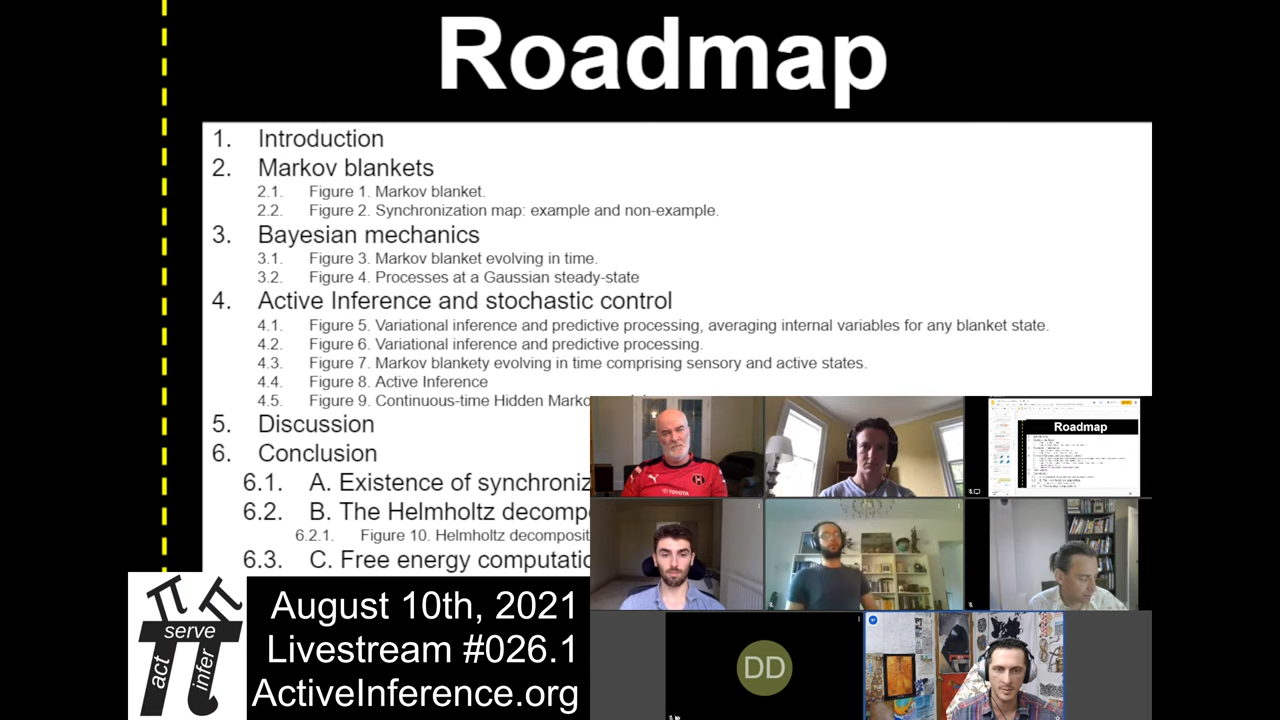 Roadmap
1. Introduction
2. Markov blankets
2.1. Figure 1. Markov blanket.
2.2. Figure 2. Synchronization map: example and non-example.
3. Bayesian mechanics
3.1. Figure 3. Markov blanket evolving in time.
3.2. Figure 4. Processes at a Gaussian steady-state
4. Active Inference and stochastic control
4.1. Figure 5. Variational inference and predictive processing, averaging internal variables for any blanket state.
4.2. Figure 6. Variational inference and predictive processing.
4.3. Figure 7. Markov blankety evolving in time comprising sensory and active states.
4.4. Figure 8. Active Inference
4.5. Figure 9. Continuous-time Hidden Marko
5. Discussion
6. Conclusion
6.1. A. Existence of synchroniz
6.2. B. The Helmholtz decomp
6.2.1. Figure 10. Helmholtz decomposit
6.3. C. Free energy computatio
August 10th, 2021
Livestream #026.1
ActiveInference.org
serve
act
infer
TOYOTA
Roadmap
DD